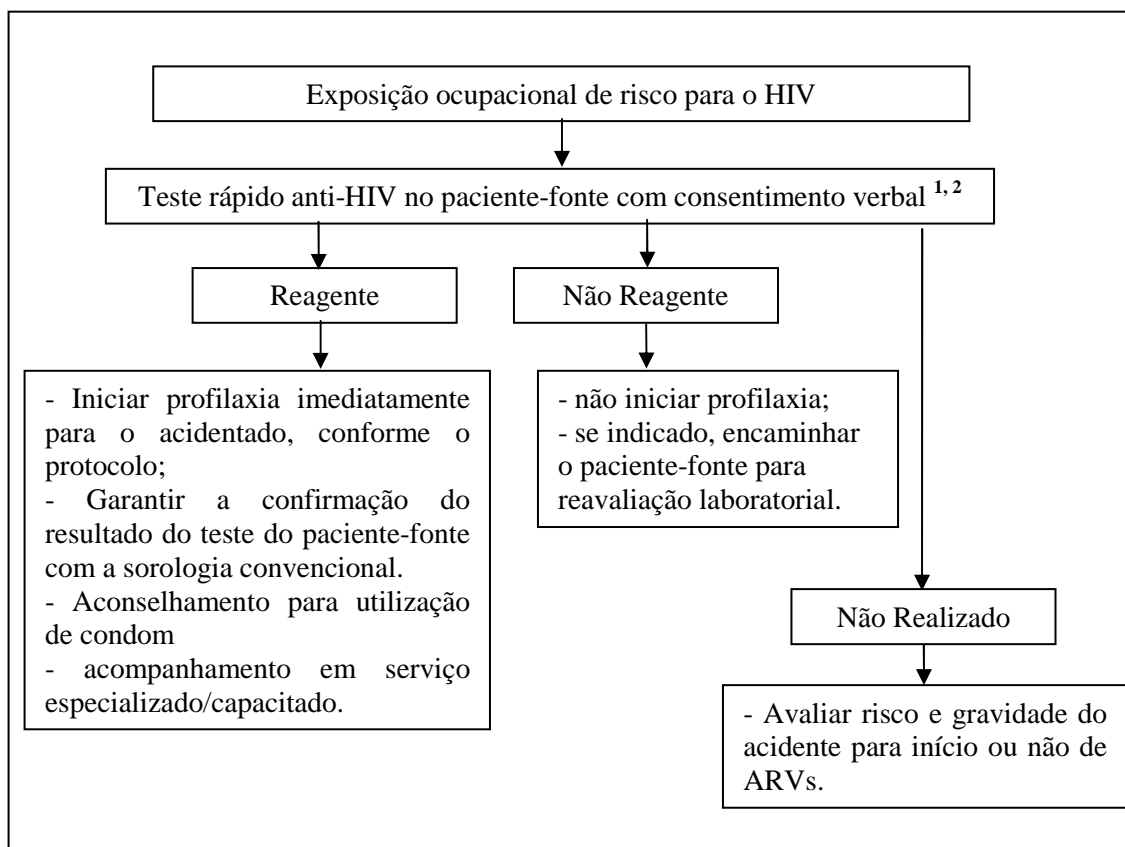 Exposição ocupacional de risco para o HIV
Teste rápido anti-HIV no paciente-fonte com consentimento verbal 1, 2
Reagente
Não Reagente
- Iniciar profilaxia imediatamente
para o acidentado, conforme o
protocolo;
- Garantir a confirmação do
resultado do teste do paciente-fonte
com a sorologia convencional.
- Aconselhamento para utilização
de condom
- acompanhamento em serviço
especializado/capacitado.
- não iniciar profilaxia;
- se indicado, encaminhar
o paciente-fonte para
reavaliação laboratorial.
Não Realizado
- Avaliar risco e gravidade do
acidente para início ou não de
ARVs.